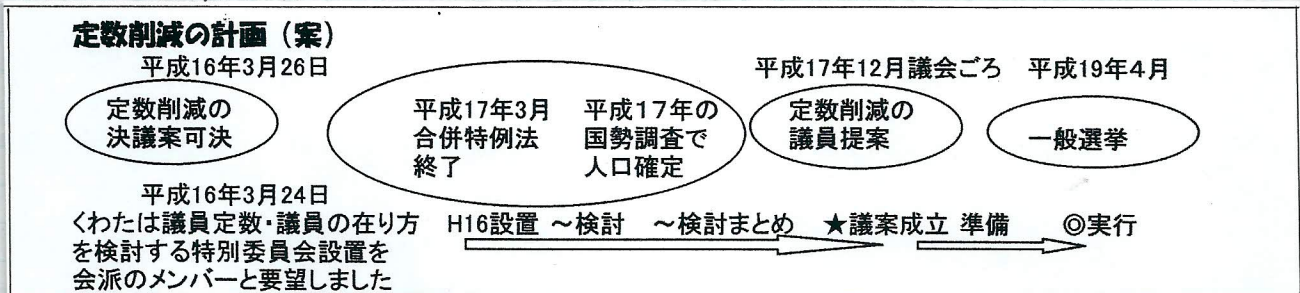 定数削減の計画（案）
平成16年3月26日
定数削減の
決議案可決
平成17年3月
合併特例法
終了
平成１７年の
国勢調査で
人口確定
平成17年12月議会ごろ
定数削減の
議員提案
平成19年４月
一般選挙
平成16年3月24日
くわたは議員定数・議員の在り方
を検討する特別委員会設置を
会派のメンバーと要望しました
H16設置 ～検討 ～検討まとめ ★議案成立 準備 ◎実行